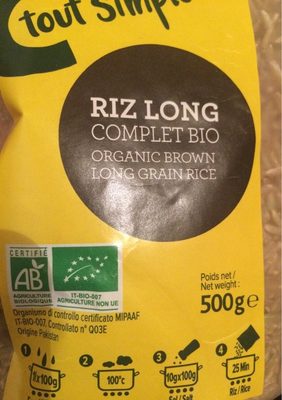 tout simple
RIZ LONG
COMPLET BIO
ORGANIC BROWN
LONG GRAIN RICE
CERTIFIÉ
AB
AGRICULTURE
BIOLOGIQUE
IT-BIO-007
AGRICULTURE NON UE
Poids net /
Net weight :
500g e
Organismo di controllo certificato MIPAAF
IT-BIO-007. Controllato n° Q03E
Origine Pakistan
1 2 3 4
100°c
10g x 100g
25 Min
Sel / Salt
Riz / Rice